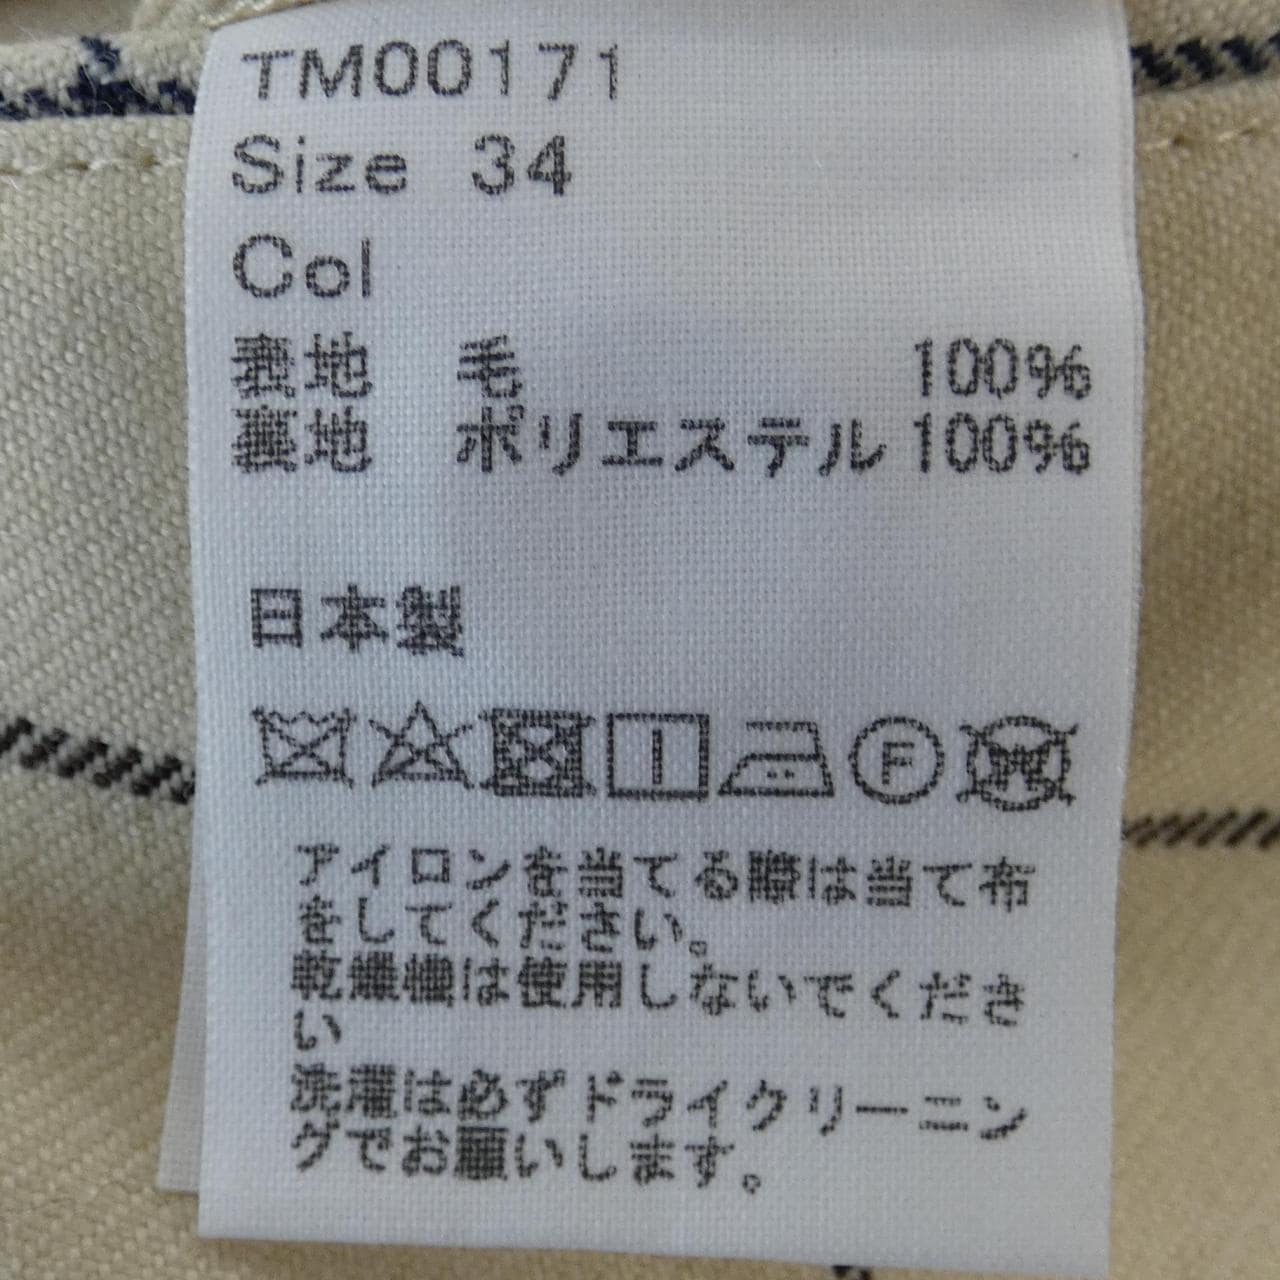 TM00171
Size 34
Col
表地 毛 100%
裏地 ポリエステル 100%
日本製
F
W
アイロンを当てる際は当て布
をしてください。
乾燥機は使用しないでくださ
い
洗濯は必ずドライクリーニン
グでお願いします。